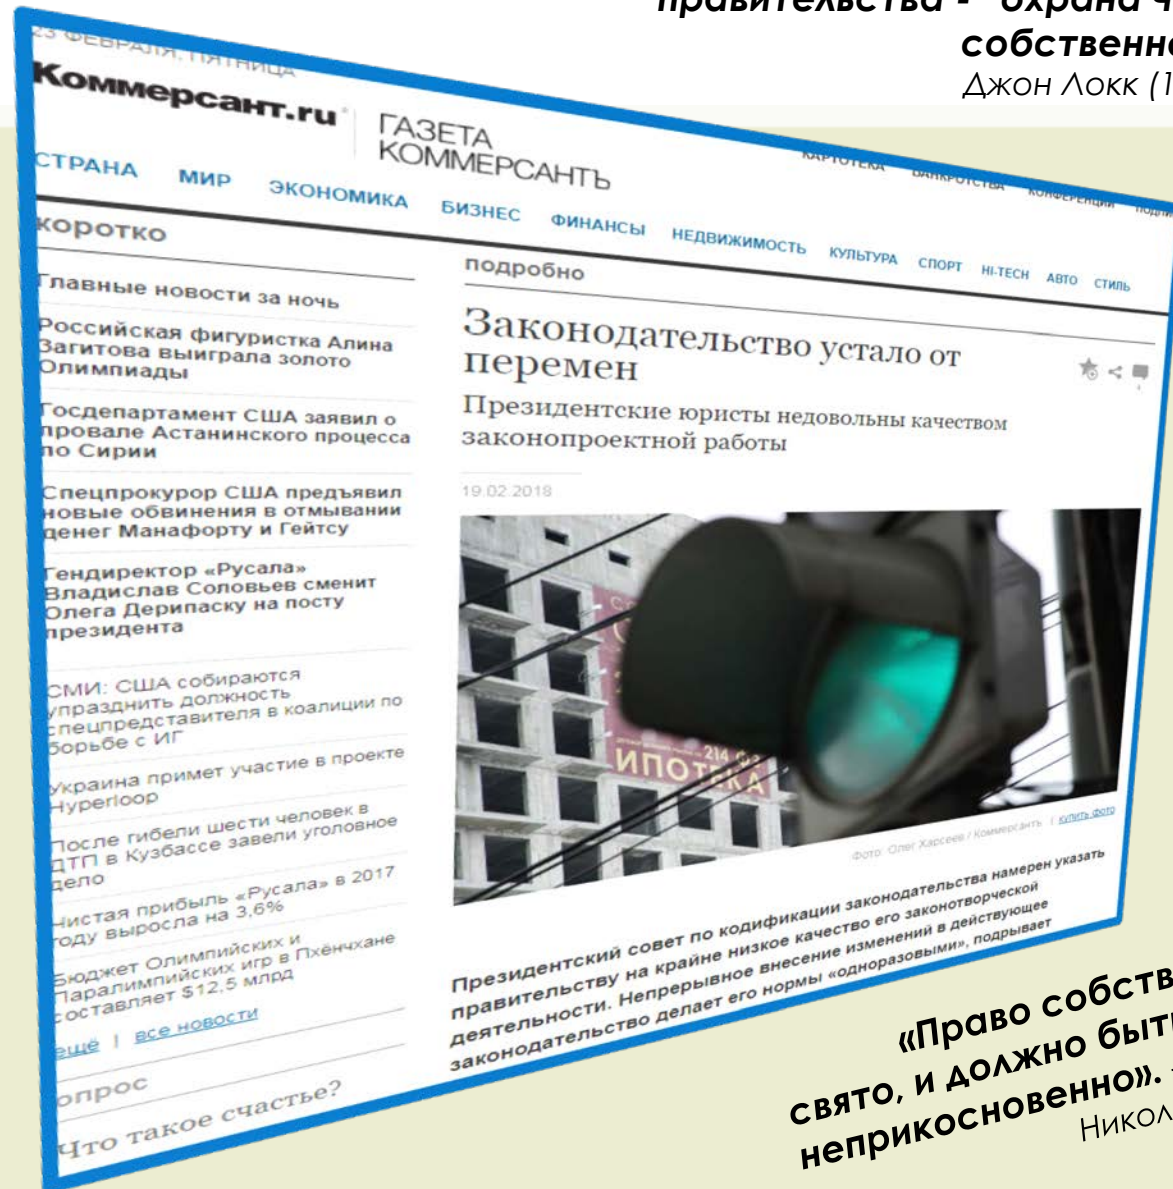 правительства - "охрана
собственн
Джон Локк (1
23 ФЕВРАЛЯ, ПЯТНИЦА
Коммерсант.ru
ГАЗЕТА
КОММЕРСАНТЪ
КАРТОТЕКА БАНКРОТСТВА КОНФЕРЕНЦИИ
СТРАНА МИР ЭКОНОМИКА БИЗНЕС ФИНАНСЫ НЕДВИЖИМОСТЬ КУЛЬТУРА СПОРТ HI-TECH АВТО СТИЛЬ
коротко
Главные новости за ночь
Российская фигуристка Алина
Загитова выиграла золото
Олимпиады
Госдепартамент США заявил о
провале Астанинского процесса
по Сирии
Спецпрокурор США предъявил
новые обвинения в отмывании
денег Манафорту и Гейтсу
Гендиректор «Русала»
Владислав Соловьев сменит
Олега Дерипаску на посту
президента
СМИ: США собираются
упразднить должность
спецпредставителя в коалиции по
борьбе с ИГ
Украина примет участие в проекте
Hyperloop
После гибели шести человек в
ДТП в Кузбассе завели уголовное
дело
Чистая прибыль «Русала» в 2017
году выросла на 3,6%
Бюджет Олимпийских и
Паралимпийских игр в Пхёнчхане
составляет $12,5 млрд
ещё | все новости
опрос
Что такое счастье?
подробно
Законодательство устало от
перемен
Президентские юристы недовольны качеством
законопроектной работы
19.02.2018
214 ФЗ
ИПОТЕКА
Фото: Олег Харсеев / Коммерсантъ | купить фото
Президентский совет по кодификации законодательства намерен указать
правительству на крайне низкое качество его законотворческой
деятельности. Непрерывное внесение изменений в действующее
законодательство делает его нормы «одноразовыми», подрывает
«Право собств
свято, и должно быт
неприкосновенно».
Никол